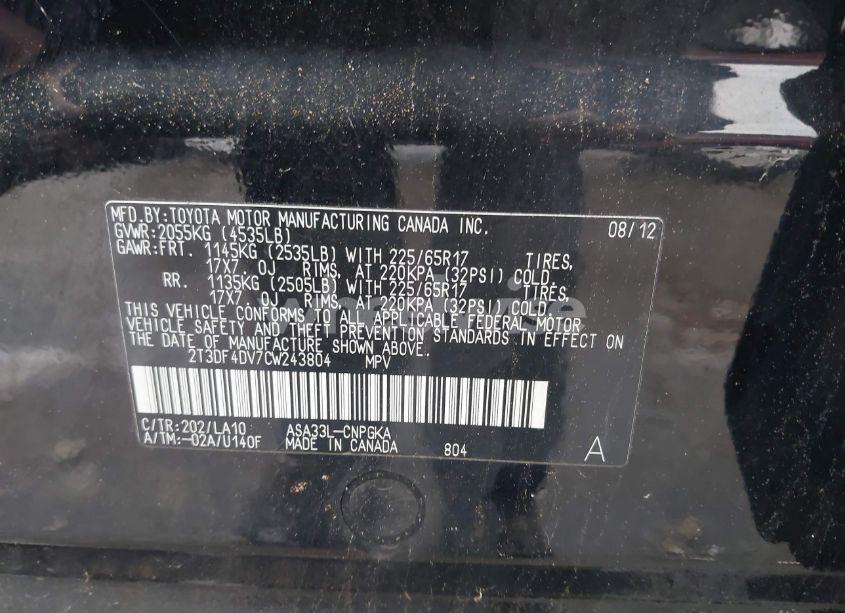 MFD.BY:TOYOTA MOTOR MANUFACTURING CANADA INC. 08/12
GVWR:2055KG (4535LB)
GAWR:FRT. 1145KG (2535LB) WITH 225/65R17 TIRES,
17X7. OJ RIMS, AT 220KPA (32PSI) COLD
RR. 1135KG (2505LB) WITH 225/65R17 TIRES,
17X7. OJ RIMS, AT 220KPA (32PSI) COLD
THIS VEHICLE CONFORMS TO ALL APPLICABLE FEDERAL MOTOR
VEHICLE SAFETY AND THEFT PREVENTION STANDARDS IN EFFECT ON
THE DATE OF MANUFACTURE SHOWN ABOVE.
2T3DF4DV7CW243804 MPV
C/TR:202/LA10 ASA33L-CNPGKA
A/TM:-02A/U140F MADE IN CANADA 804 A